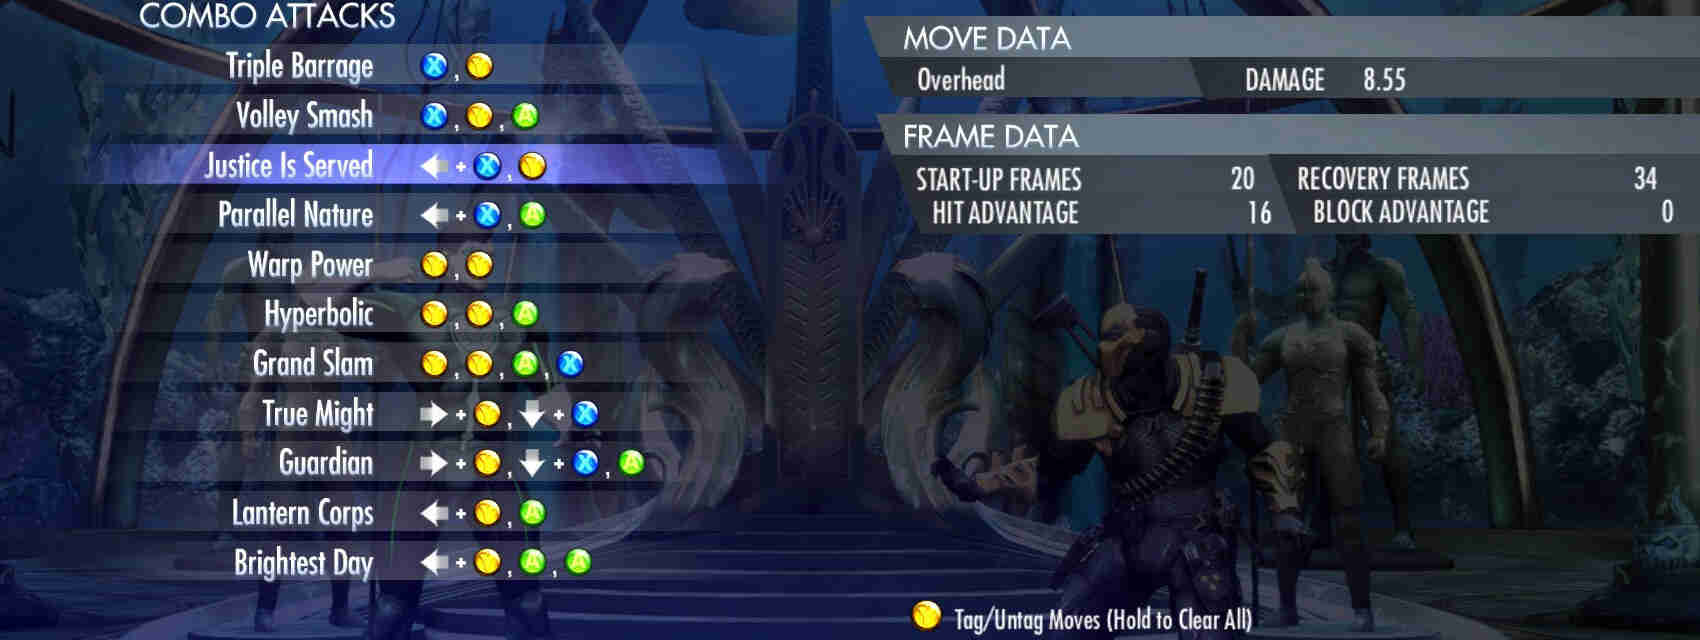 COMBO ATTACKS
Triple Barrage X , Y
Volley Smash X , Y , A
Justice Is Served + X , Y
Parallel Nature + X , A
Warp Power Y , Y
Hyperbolic Y , Y , A
Grand Slam Y , Y , A , X
True Might + Y , + X
Guardian + Y , + X , A
Lantern Corps + Y , A
Brightest Day + Y , A , A
MOVE DATA
Overhead DAMAGE 8.55
FRAME DATA
START-UP FRAMES 20 RECOVERY FRAMES 34
HIT ADVANTAGE 16 BLOCK ADVANTAGE 0
Y Tag/Untag Moves (Hold to Clear All)